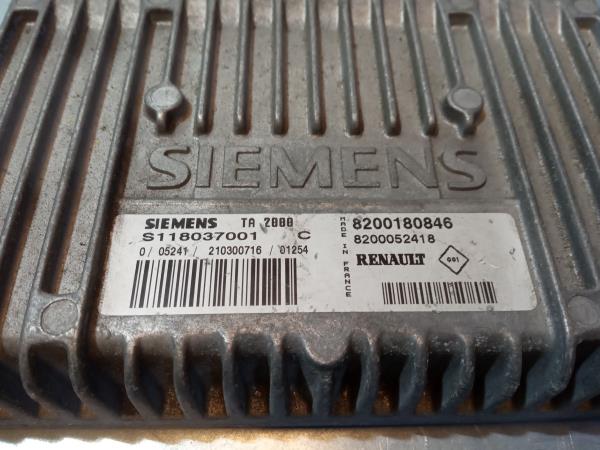 SIEMENS
SIEMENS TA 2000
S118037001 C
0/ 05241/ 210300716 /01254
MADE IN FRANCE
8200180846
8200052418
RENAULT 001